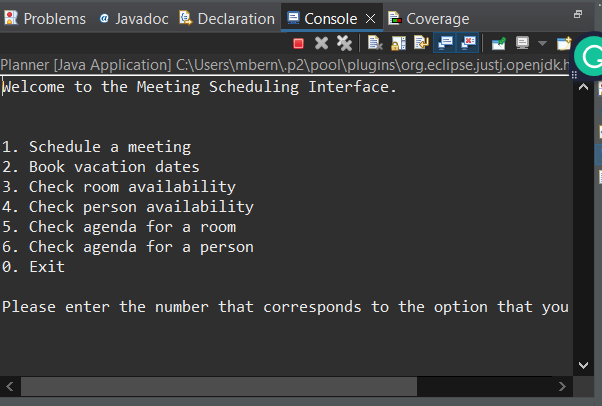 Problems @ Javadoc Declaration Console Coverage
Planner [Java Application] C:\Users\mbern\.p2\pool\plugins\org.eclipse.justj.openjdk.h
Welcome to the Meeting Scheduling Interface.
1. Schedule a meeting
2. Book vacation dates
3. Check room availability
4. Check person availability
5. Check agenda for a room
6. Check agenda for a person
0. Exit
Please enter the number that corresponds to the option that you